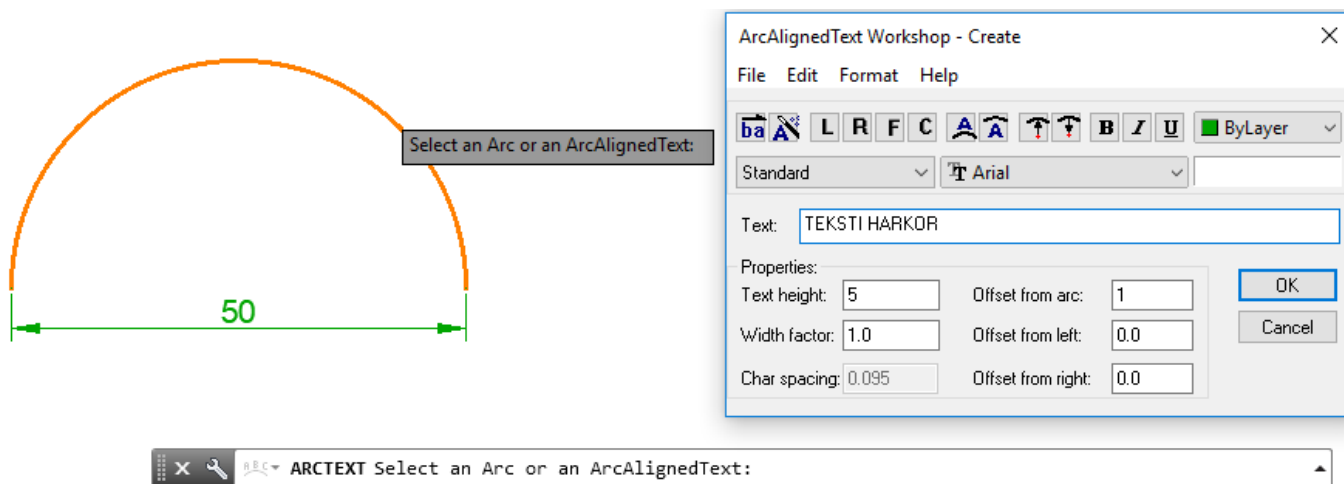 ArcAlignedText Workshop - Create
File Edit Format Help
ba A L R F C A A B I U ByLayer
Standard Arial
Text: TEKSTI HARKOR
Properties:
Text height: 5 Offset from arc: 1
Width factor: 1.0 Offset from left: 0.0
Char spacing: 0.095 Offset from right: 0.0
OK
Cancel
Select an Arc or an ArcAlignedText:
50
ABC ARCTEXT Select an Arc or an ArcAlignedText: